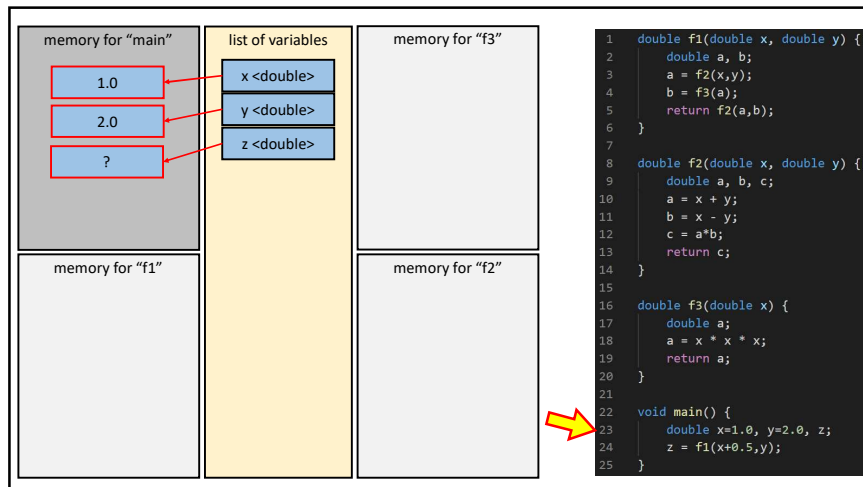 memory for “main”
1.0
2.0
?
list of variables
x <double>
y <double>
z <double>
memory for “f3”
memory for “f1”
memory for “f2”
1 double f1(double x, double y) {
2     double a, b;
3     a = f2(x,y);
4     b = f3(a);
5     return f2(a,b);
6 }
7
8 double f2(double x, double y) {
9     double a, b, c;
10     a = x + y;
11     b = x - y;
12     c = a*b;
13     return c;
14 }
15
16 double f3(double x) {
17     double a;
18     a = x * x * x;
19     return a;
20 }
21
22 void main() {
23     double x=1.0, y=2.0, z;
24     z = f1(x+0.5,y);
25 }